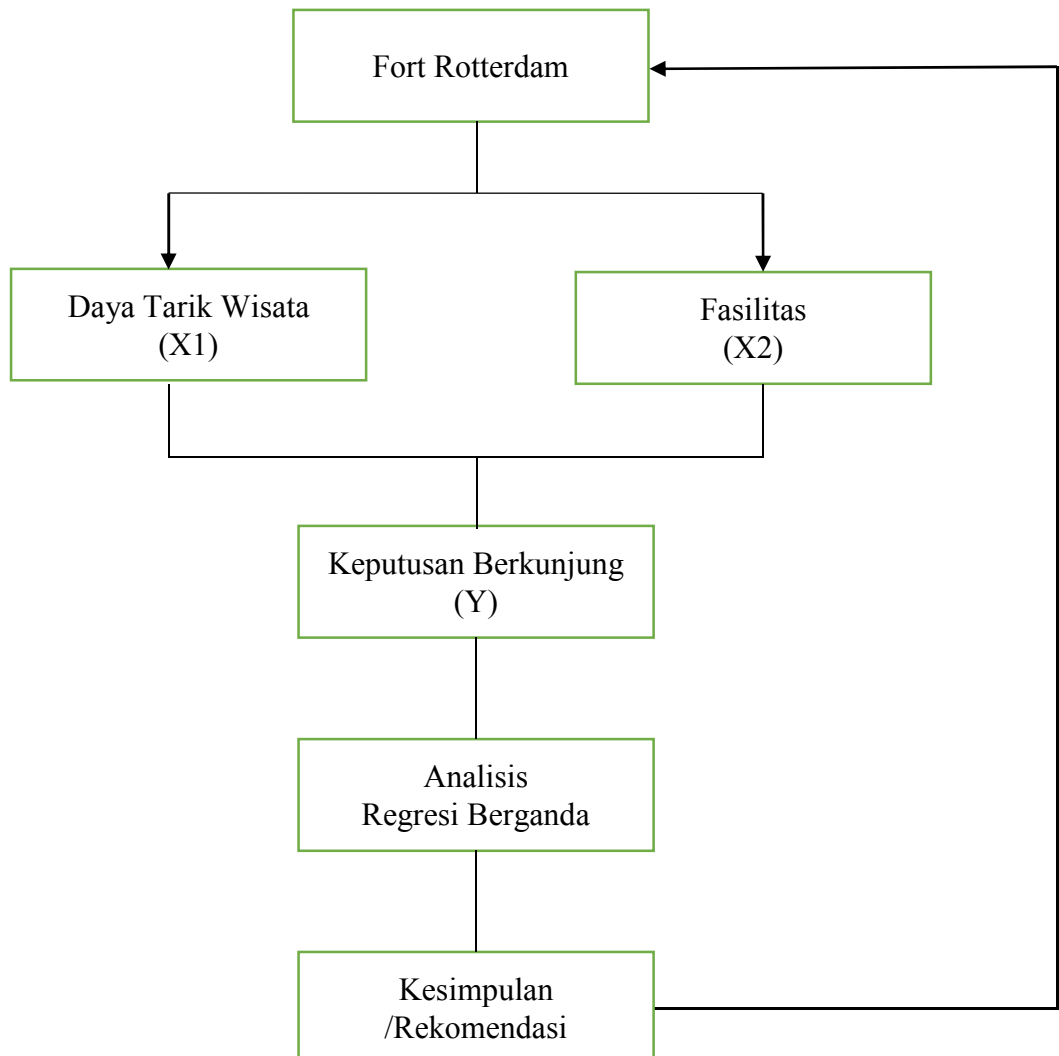 Fort Rotterdam
Daya Tarik Wisata
(X1)
Fasilitas
(X2)
Keputusan Berkunjung
(Y)
Analisis
Regresi Berganda
Kesimpulan
/Rekomendasi